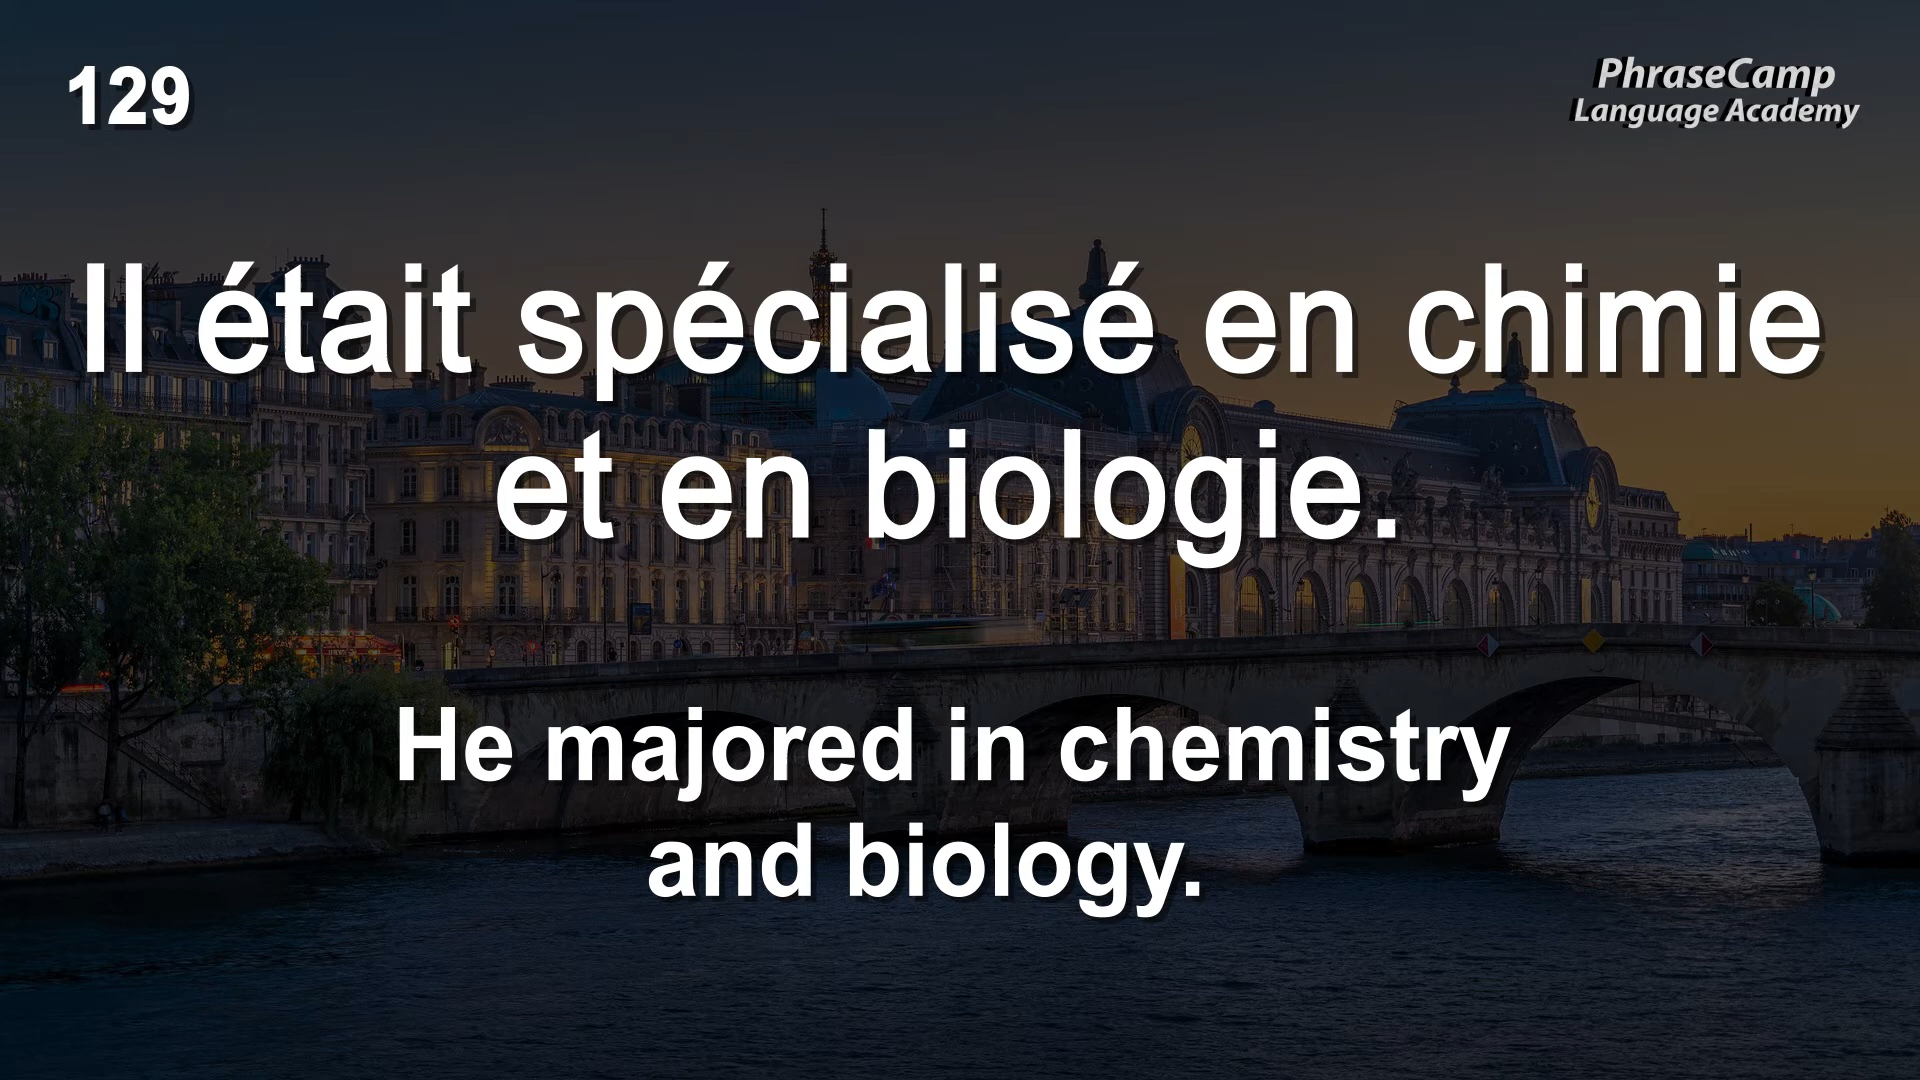 129
PhraseCamp
Language Academy
Il était spécialisé en chimie
et en biologie.
He majored in chemistry
and biology.